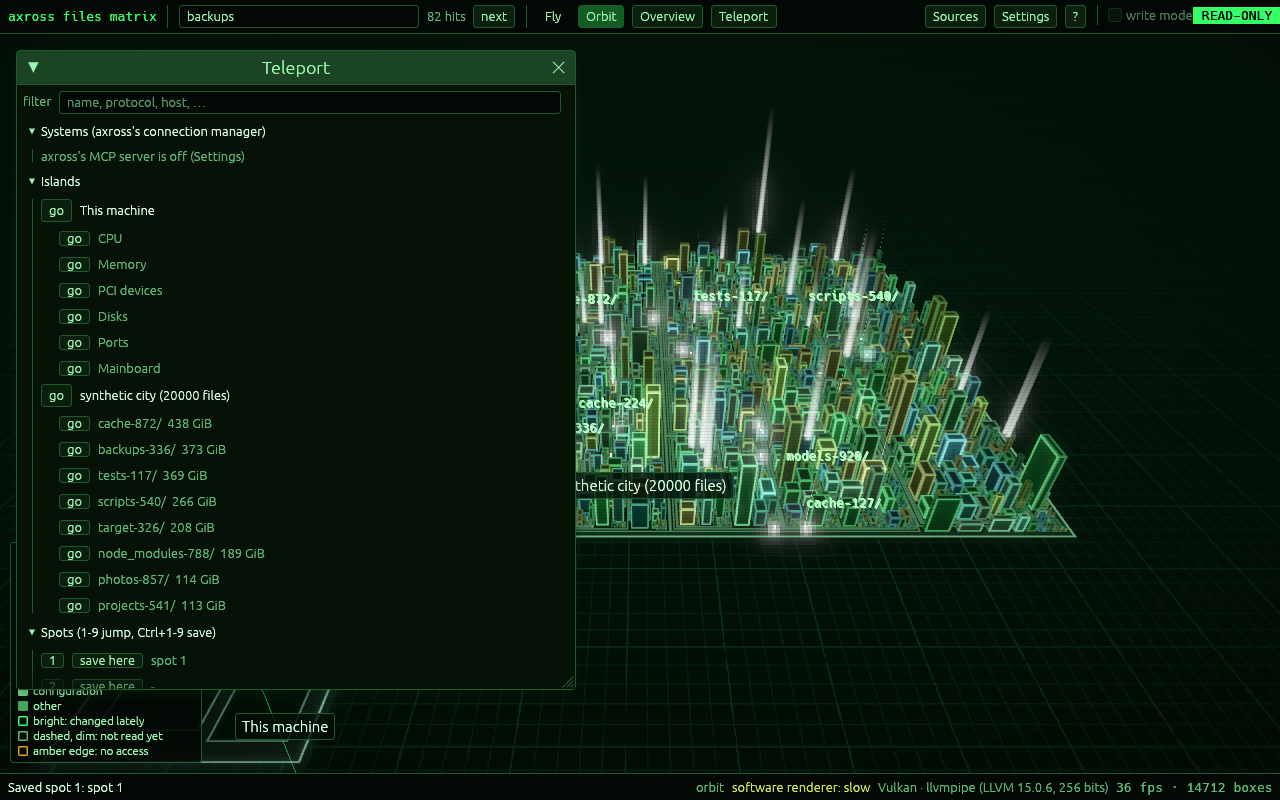 axross files matrix backups 82 hits next Fly Orbit Overview Teleport Sources Settings ? write mode READ-ONLY
Teleport
filter name, protocol, host, ...
Systems (axross's connection manager)
axross's MCP server is off (Settings)
Islands
go This machine
go CPU
go Memory
go PCI devices
go Disks
go Ports
go Mainboard
go synthetic city (20000 files)
go cache-872/ 438 GiB
go backups-336/ 373 GiB
go tests-117/ 369 GiB
go scripts-540/ 266 GiB
go target-326/ 208 GiB
go node_modules-788/ 189 GiB
go photos-857/ 114 GiB
go projects-541/ 113 GiB
Spots (1-9 jump, Ctrl+1-9 save)
1 save here spot 1
2 save here -
e-872/ tests-117/ scripts-540/
cache-224/
336/
models-920/
thetic city (20000 files)
cache-127/
configuration
other
bright: changed lately
dashed, dim: not read yet
amber edge: no access
This machine
Saved spot 1: spot 1 orbit software renderer: slow Vulkan · llvmpipe (LLVM 15.0.6, 256 bits) 36 fps · 14712 boxes